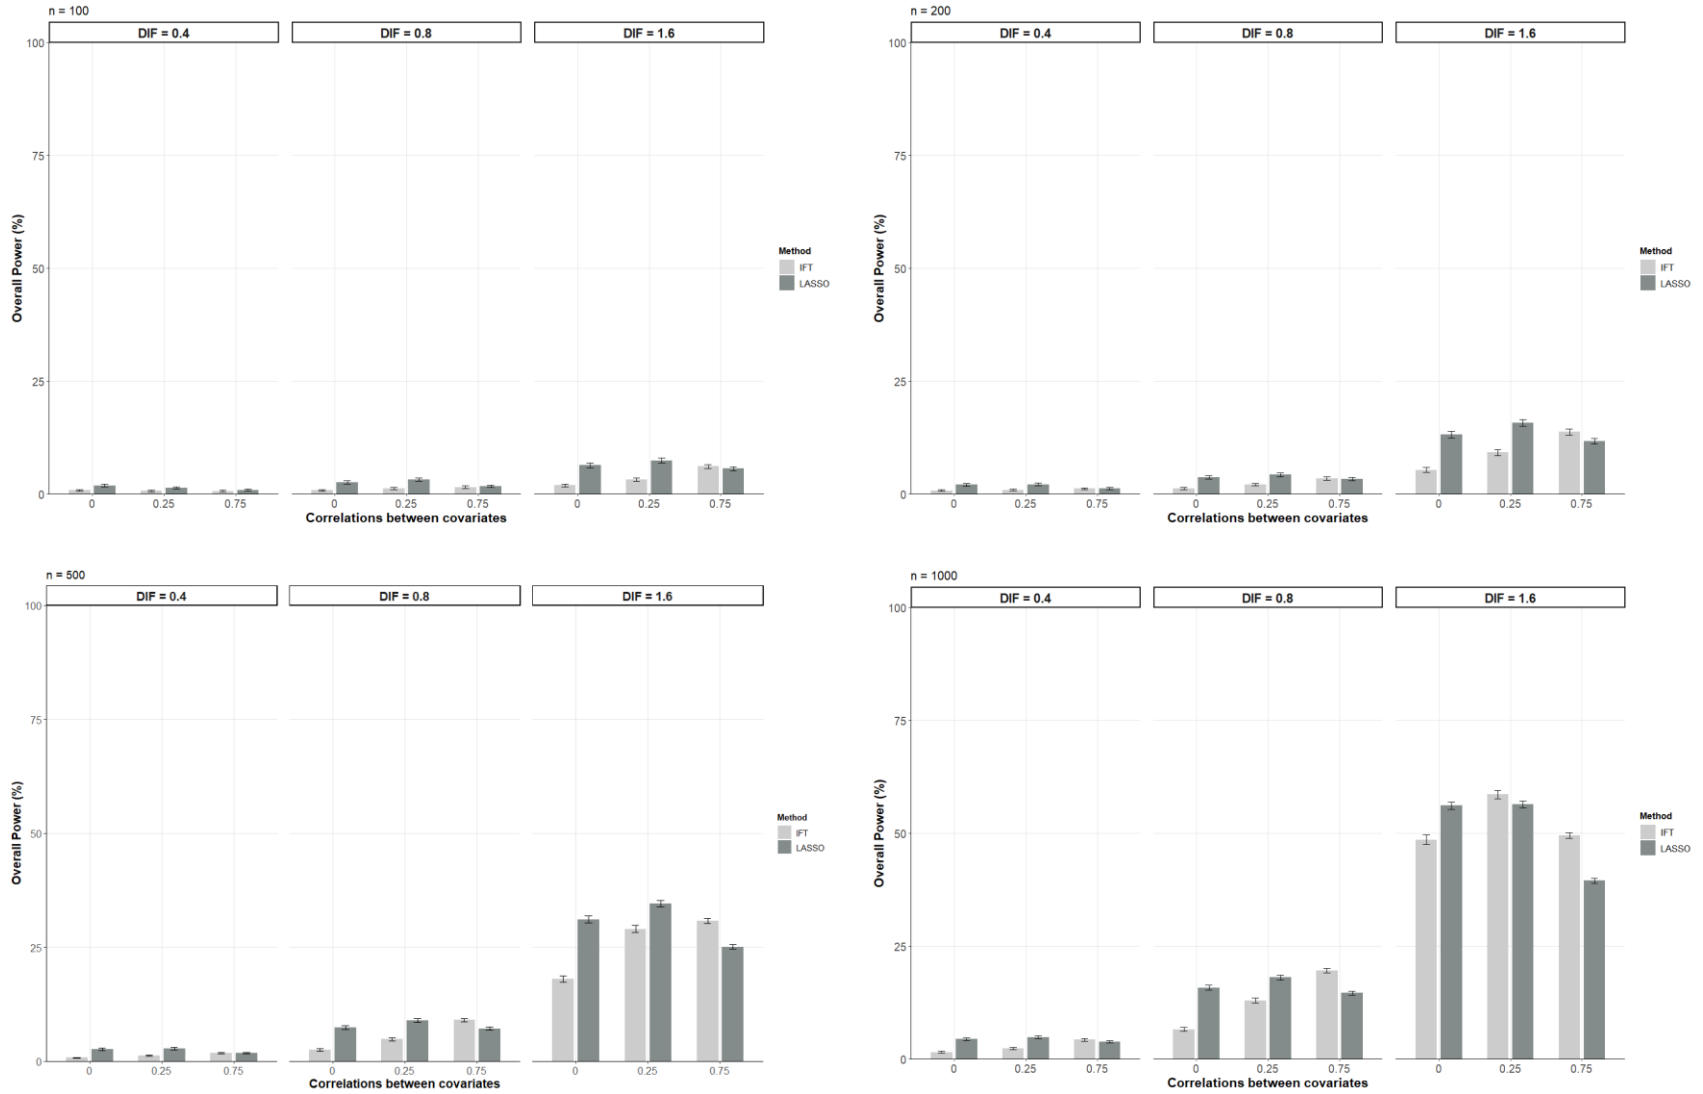 n = 100
DIF = 0.4 DIF = 0.8 DIF = 1.6
100
75
50
25
0
Overall Power (%)
0 0.25 0.75 0 0.25 0.75 0 0.25 0.75
Correlations between covariates
Method
IFT
LASSO
n = 200
DIF = 0.4 DIF = 0.8 DIF = 1.6
100
75
50
25
0
Overall Power (%)
0 0.25 0.75 0 0.25 0.75 0 0.25 0.75
Correlations between covariates
Method
IFT
LASSO
n = 500
DIF = 0.4 DIF = 0.8 DIF = 1.6
100
75
50
25
0
Overall Power (%)
0 0.25 0.75 0 0.25 0.75 0 0.25 0.75
Correlations between covariates
Method
IFT
LASSO
n = 1000
DIF = 0.4 DIF = 0.8 DIF = 1.6
100
75
50
25
0
Overall Power (%)
0 0.25 0.75 0 0.25 0.75 0 0.25 0.75
Correlations between covariates
Method
IFT
LASSO